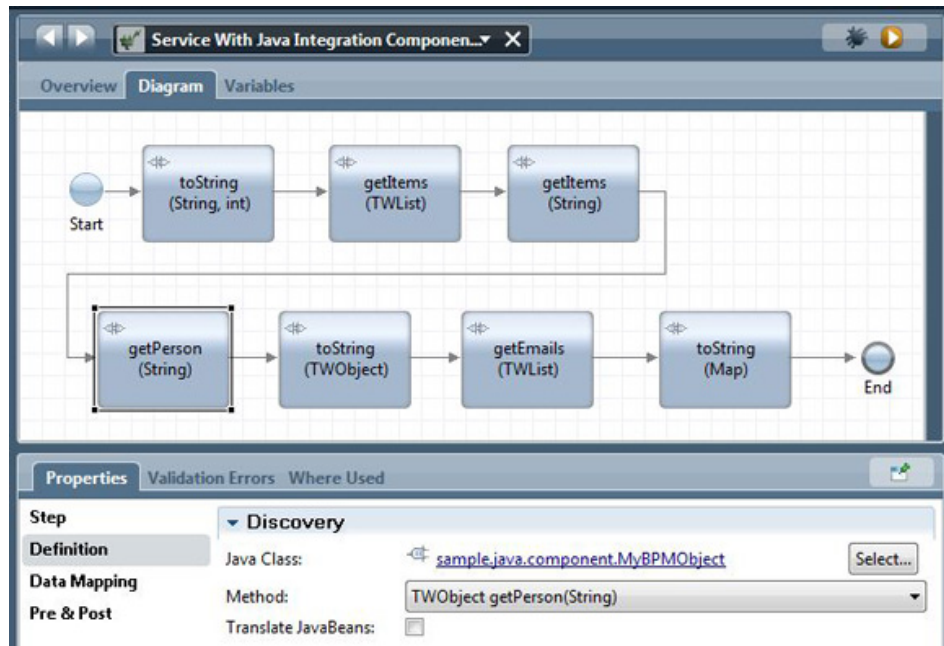 Service With Java Integration Componen...
Overview Diagram Variables
toString
(String, int)
getItems
(TWList)
getItems
(String)
Start
getPerson
(String)
toString
(TWObject)
getEmails
(TWList)
toString
(Map)
End
Properties Validation Errors Where Used
Step
Definition
Data Mapping
Pre & Post
Discovery
Java Class: sample.java.component.MyBPMObject Select...
Method: TWObject getPerson(String)
Translate JavaBeans: